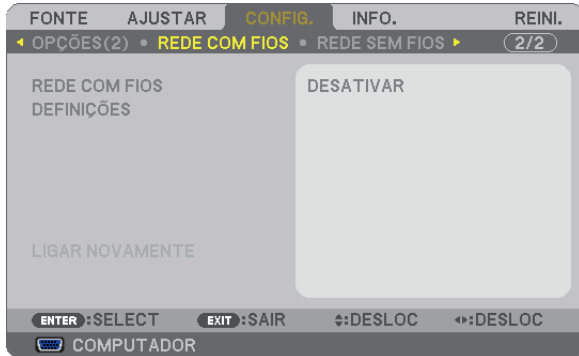 FONTE AJUSTAR CONFIG. INFO. REINI.
OPÇÕES(2) • REDE COM FIOS • REDE SEM FIOS 2/2
REDE COM FIOS DESATIVAR
DEFINIÇÕES
LIGAR NOVAMENTE
ENTER :SELECT EXIT :SAIR :DESLOC :DESLOC
COMPUTADOR